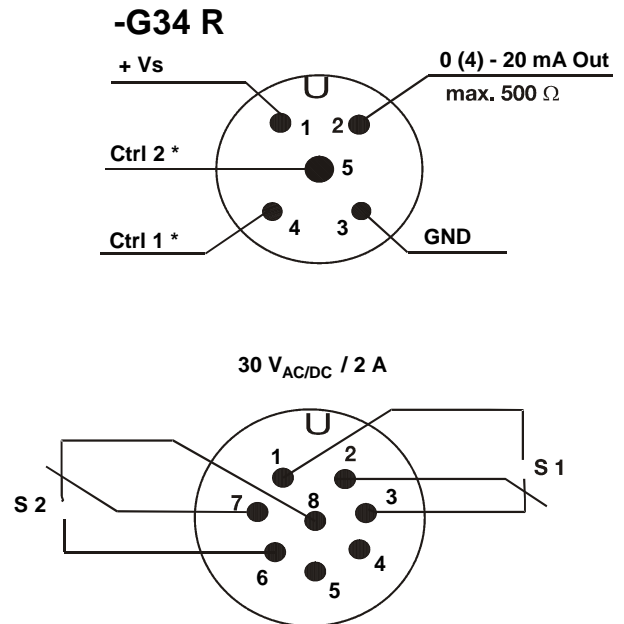 -G34 R
+ Vs
0 (4) - 20 mA Out
max. 500 Ω
U
1
2
Ctrl 2 *
5
4
3
Ctrl 1 *
GND
30 V AC/DC / 2 A
U
1
2
S 1
S 2
7
8
3
6
5
4